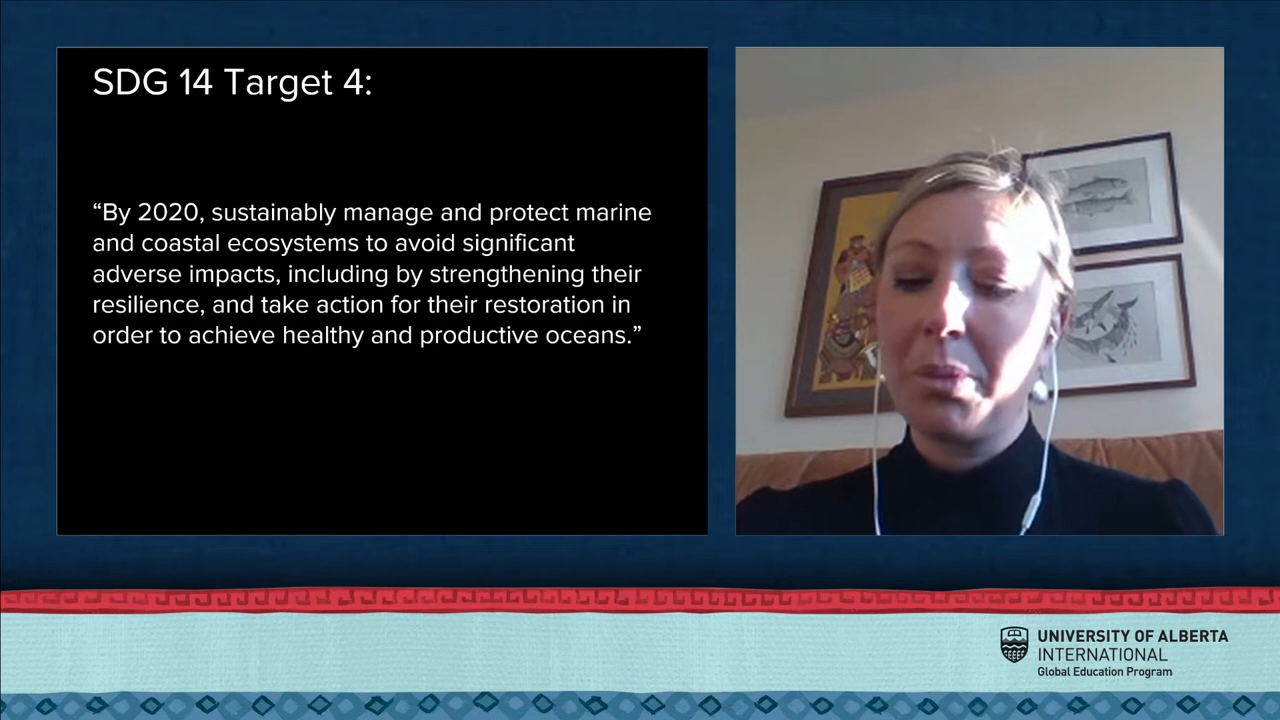 SDG 14 Target 4:
“By 2020, sustainably manage and protect marine
and coastal ecosystems to avoid significant
adverse impacts, including by strengthening their
resilience, and take action for their restoration in
order to achieve healthy and productive oceans.”
UNIVERSITY OF ALBERTA
INTERNATIONAL
Global Education Program